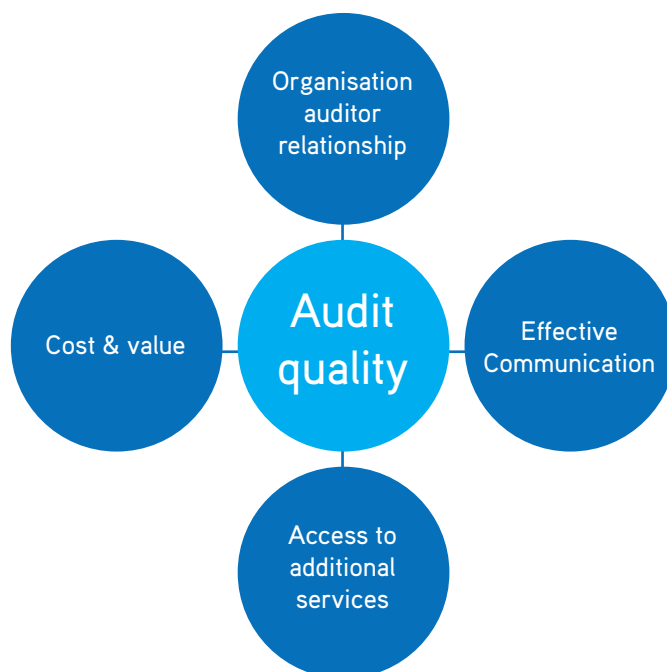 Organisation
auditor
relationship
Cost & value
Audit
quality
Effective
Communication
Access to
additional
services